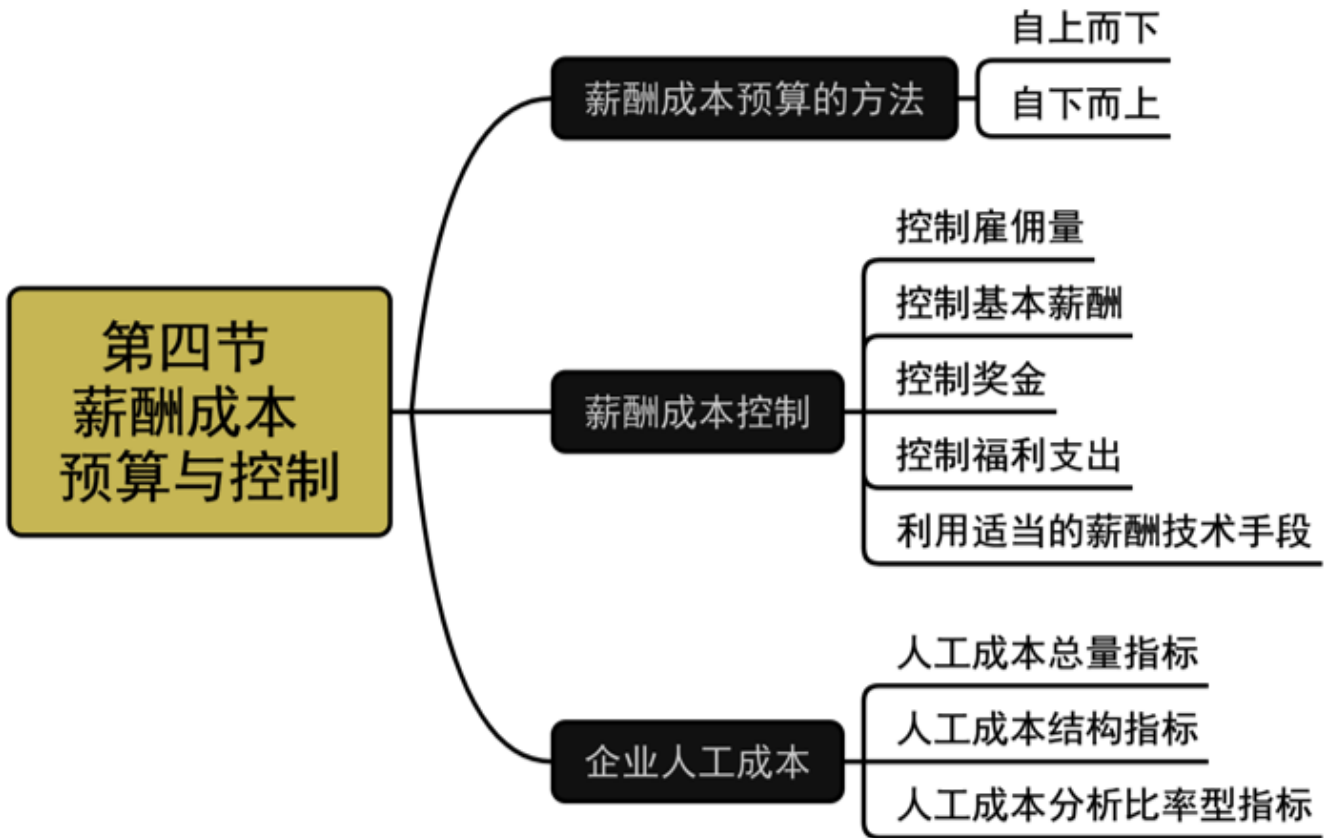 第四节
薪酬成本
预算与控制
薪酬成本预算的方法
自上而下
自下而上
薪酬成本控制
控制雇佣量
控制基本薪酬
控制奖金
控制福利支出
利用适当的薪酬技术手段
企业人工成本
人工成本总量指标
人工成本结构指标
人工成本分析比率型指标